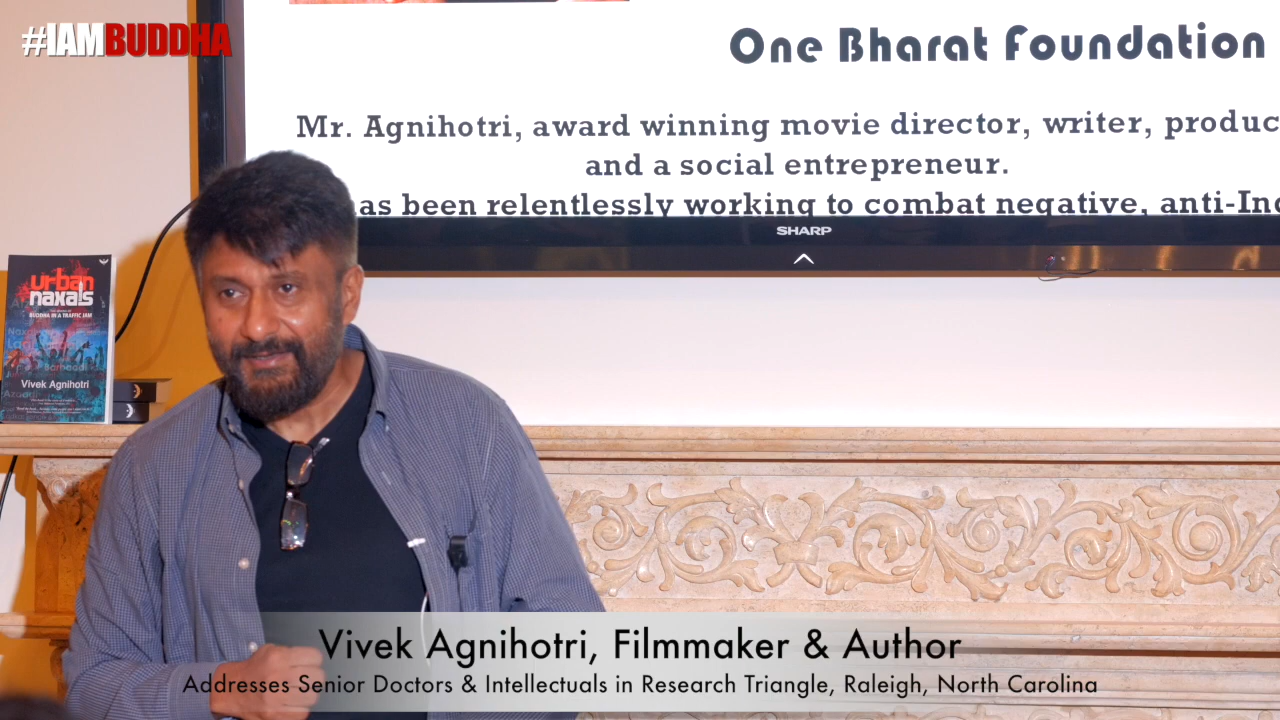 #IAMBUDDHA
One Bharat Foundation
Mr. Agnihotri, award winning movie director, writer, produc
and a social entrepreneur.
as been relentlessly working to combat negative, anti-In
SHARP
urban
naxals
BUDDHA IN A TRAFFIC JAM
Vivek Agnihotri
Vivek Agnihotri, Filmmaker & Author
Addresses Senior Doctors & Intellectuals in Research Triangle, Raleigh, North Carolina